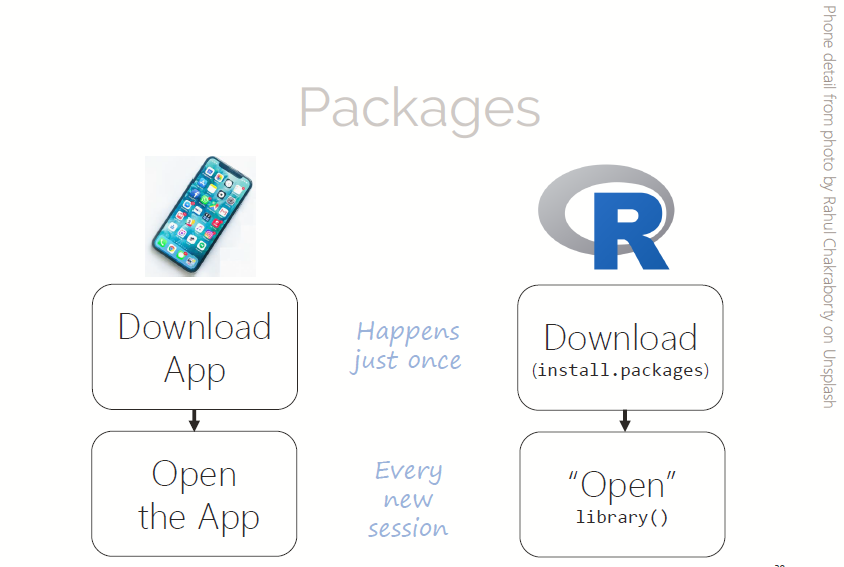 Packages
Download
App
Happens
just once
Download
(install.packages)
Open
the App
Every
new
session
“Open”
library()
R
Phone detail from photo by Rahul Chakraborty on Unsplash